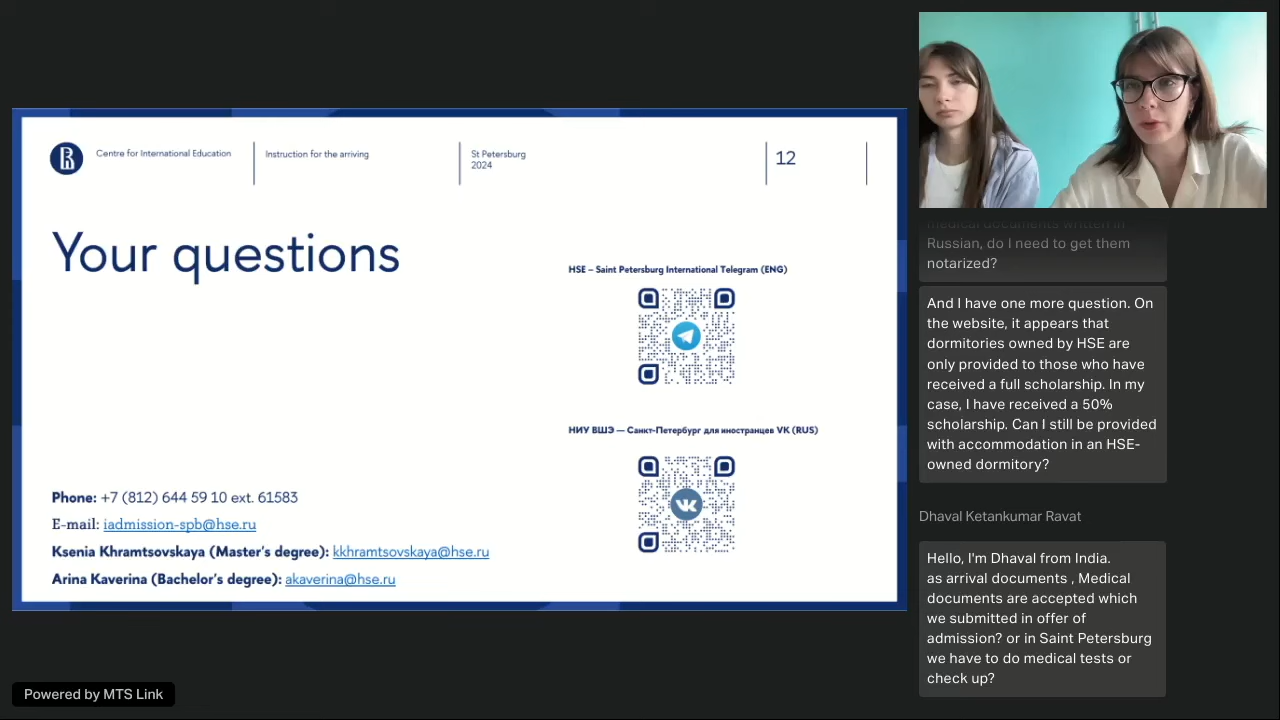 Centre for International Education
Instruction for the arriving
St Petersburg
2024
12
Your questions
HSE – Saint Petersburg International Telegram (ENG)
НИУ ВШЭ — Санкт-Петербург для иностранцев VK (RUS)
Phone: +7 (812) 644 59 10 ext. 61583
E-mail: iadmission-spb@hse.ru
Ksenia Khramtsovskaya (Master's degree): kkhramtsovskaya@hse.ru
Arina Kaverina (Bachelor's degree): akaverina@hse.ru
Powered by MTS Link
medical documents written in
Russian, do I need to get them
notarized?
And I have one more question. On
the website, it appears that
dormitories owned by HSE are
only provided to those who have
received a full scholarship. In my
case, I have received a 50%
scholarship. Can I still be provided
with accommodation in an HSE-
owned dormitory?
Dhaval Ketankumar Ravat
Hello, I'm Dhaval from India.
as arrival documents , Medical
documents are accepted which
we submitted in offer of
admission? or in Saint Petersburg
we have to do medical tests or
check up?